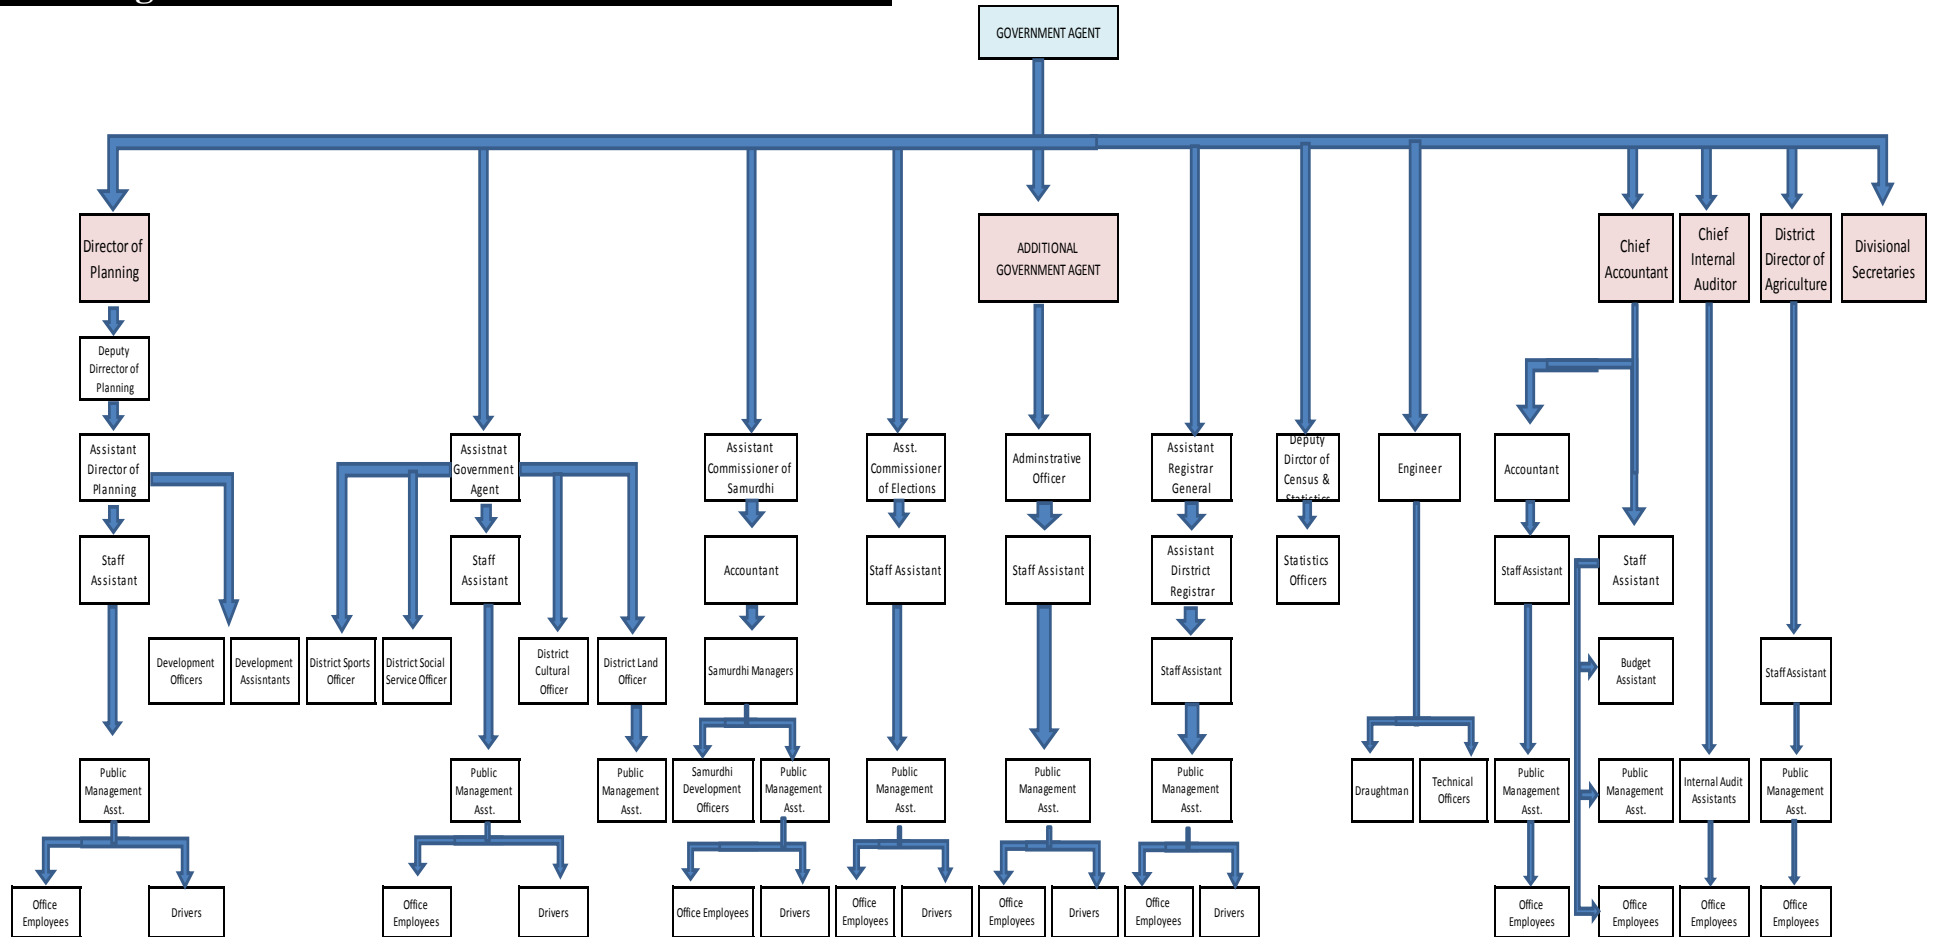 GOVERNMENT AGENT
Director of
Planning
ADDITIONAL
GOVERNMENT AGENT
Chief
Accountant
Chief
Internal
Auditor
District
Director of
Agriculture
Divisional
Secretaries
Deputy
Dirrector of
Planning
Assistant
Director of
Planning
Assistnat
Government
Agent
Assistant
Commissioner of
Samurdhi
Asst.
Commissioner
of Elections
Adminstrative
Officer
Assistant
Registrar
General
Deputy
Dirctor of
Census &
Statistics
Engineer
Accountant
Staff
Assistant
Staff
Assistant
Accountant
Staff Assistant
Staff Assistant
Assistant
Dirstrict
Registrar
Statistics
Officers
Staff Assistant
Staff
Assistant
Development
Officers
Development
Assisntants
District Sports
Officer
District Social
Service Officer
District
Cultural
Officer
District Land
Officer
Samurdhi Managers
Staff Assistant
Budget
Assistant
Staff Assistant
Public
Management
Asst.
Public
Management
Asst.
Public
Management
Asst.
Samurdhi
Development
Officers
Public
Management
Asst.
Public
Management
Asst.
Public
Management
Asst.
Public
Management
Asst.
Draughtman
Technical
Officers
Public
Management
Asst.
Public
Management
Asst.
Internal Audit
Assistants
Public
Management
Asst.
Office
Employees
Drivers
Office
Employees
Drivers
Office Employees
Drivers
Office
Employees
Drivers
Office
Employees
Drivers
Office
Employees
Drivers
Office
Employees
Office
Employees
Office
Employees
Office
Employees